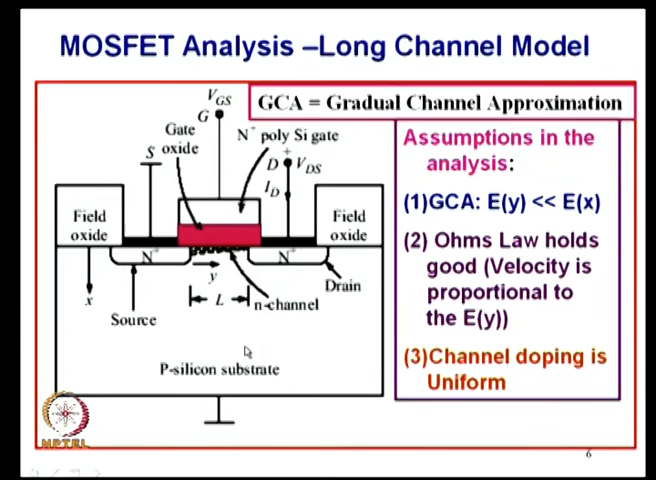 MOSFET Analysis –Long Channel Model
GCA = Gradual Channel Approximation
V_GS
G
Gate
oxide
N⁺ poly Si gate
S
+
D
V_DS
I_D
Field
oxide
Field
oxide
N⁺
N⁺
x
y
L
n-channel
Drain
Source
P-silicon substrate
Assumptions in the
analysis:
(1)GCA: E(y) << E(x)
(2) Ohms Law holds
good (Velocity is
proportional to
the E(y))
(3)Channel doping is
Uniform
NPTEL
6